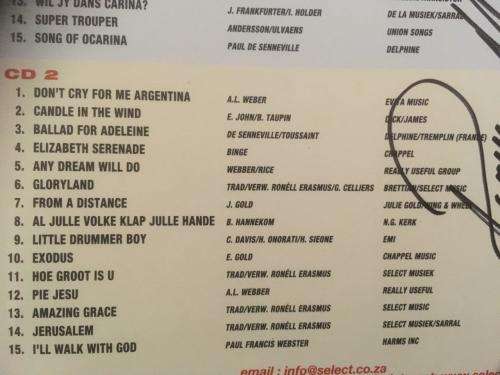 13. WIL JY DANS CARINA? J. FRANKFURTER/I. HOLDER
14. SUPER TROUPER ANDERSSON/ULVAENS DE LA MUSIEK/SARRAL
15. SONG OF OCARINA PAUL DE SENNEVILLE UNION SONGS
DELPHINE
CD 2
1. DON'T CRY FOR ME ARGENTINA A.L. WEBER EVITA MUSIC
2. CANDLE IN THE WIND E. JOHN/B. TAUPIN DICK/JAMES
3. BALLAD FOR ADELEINE DE SENNEVILLE/TOUSSAINT DELPHINE/TREMPLIN (FRANCE)
4. ELIZABETH SERENADE BINGE CHAPPEL
5. ANY DREAM WILL DO WEBBER/RICE REALLY USEFUL GROUP
6. GLORYLAND TRAD/VERW. RONÉLL ERASMUS/G. CELLIERS BRETTIAN/SELECT MUSIC
7. FROM A DISTANCE J. GOLD JULIE GOLD/WING & WHEEL
8. AL JULLE VOLKE KLAP JULLE HANDE B. HANNEKOM N.G. KERK
9. LITTLE DRUMMER BOY C. DAVIS/H. ONORATI/H. SIEONE EMI
10. EXODUS E. GOLD CHAPPEL MUSIC
11. HOE GROOT IS U TRAD/VERW. RONÉLL ERASMUS SELECT MUSIEK
12. PIE JESU A.L. WEBBER REALLY USEFUL
13. AMAZING GRACE TRAD/VERW. RONÉLL ERASMUS SELECT MUSIC
14. JERUSALEM TRAD/VERW. RONÉLL ERASMUS SELECT MUSIEK/SARRAL
15. I'LL WALK WITH GOD PAUL FRANCIS WEBSTER HARMS INC
email : info@select.co.za